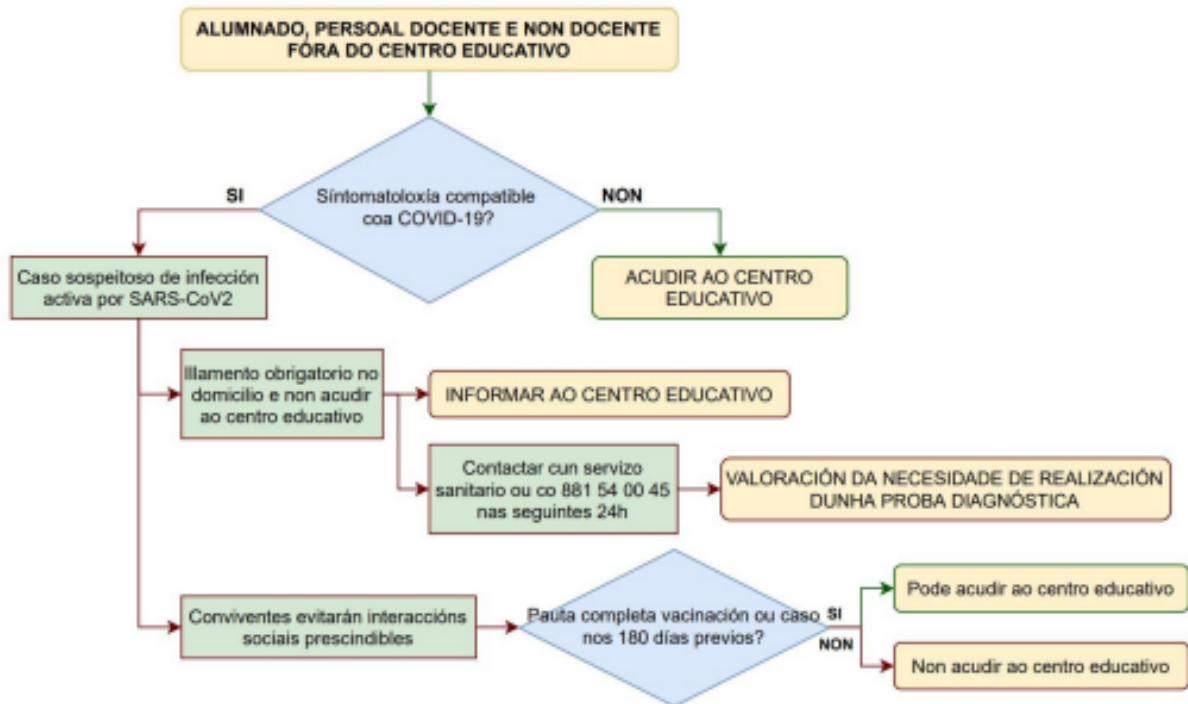 ALUMNADO, PERSOAL DOCENTE E NON DOCENTE
FÓRA DO CENTRO EDUCATIVO
SI
Síntomatoloxía compatible
coa COVID-19?
NON
Caso sospeitoso de infección
activa por SARS-CoV2
ACUDIR AO CENTRO
EDUCATIVO
Illamento obrigatorio no
domicilio e non acudir
ao centro educativo
INFORMAR AO CENTRO EDUCATIVO
Contactar cun servizo
sanitario ou co 881 54 00 45
nas seguintes 24h
VALORACIÓN DA NECESIDADE DE REALIZACIÓN
DUNHA PROBA DIAGNÓSTICA
Conviventes evitarán interaccións
sociais prescindibles
Pauta completa vacinación ou caso
nos 180 días previos?
SI
NON
Pode acudir ao centro educativo
Non acudir ao centro educativo